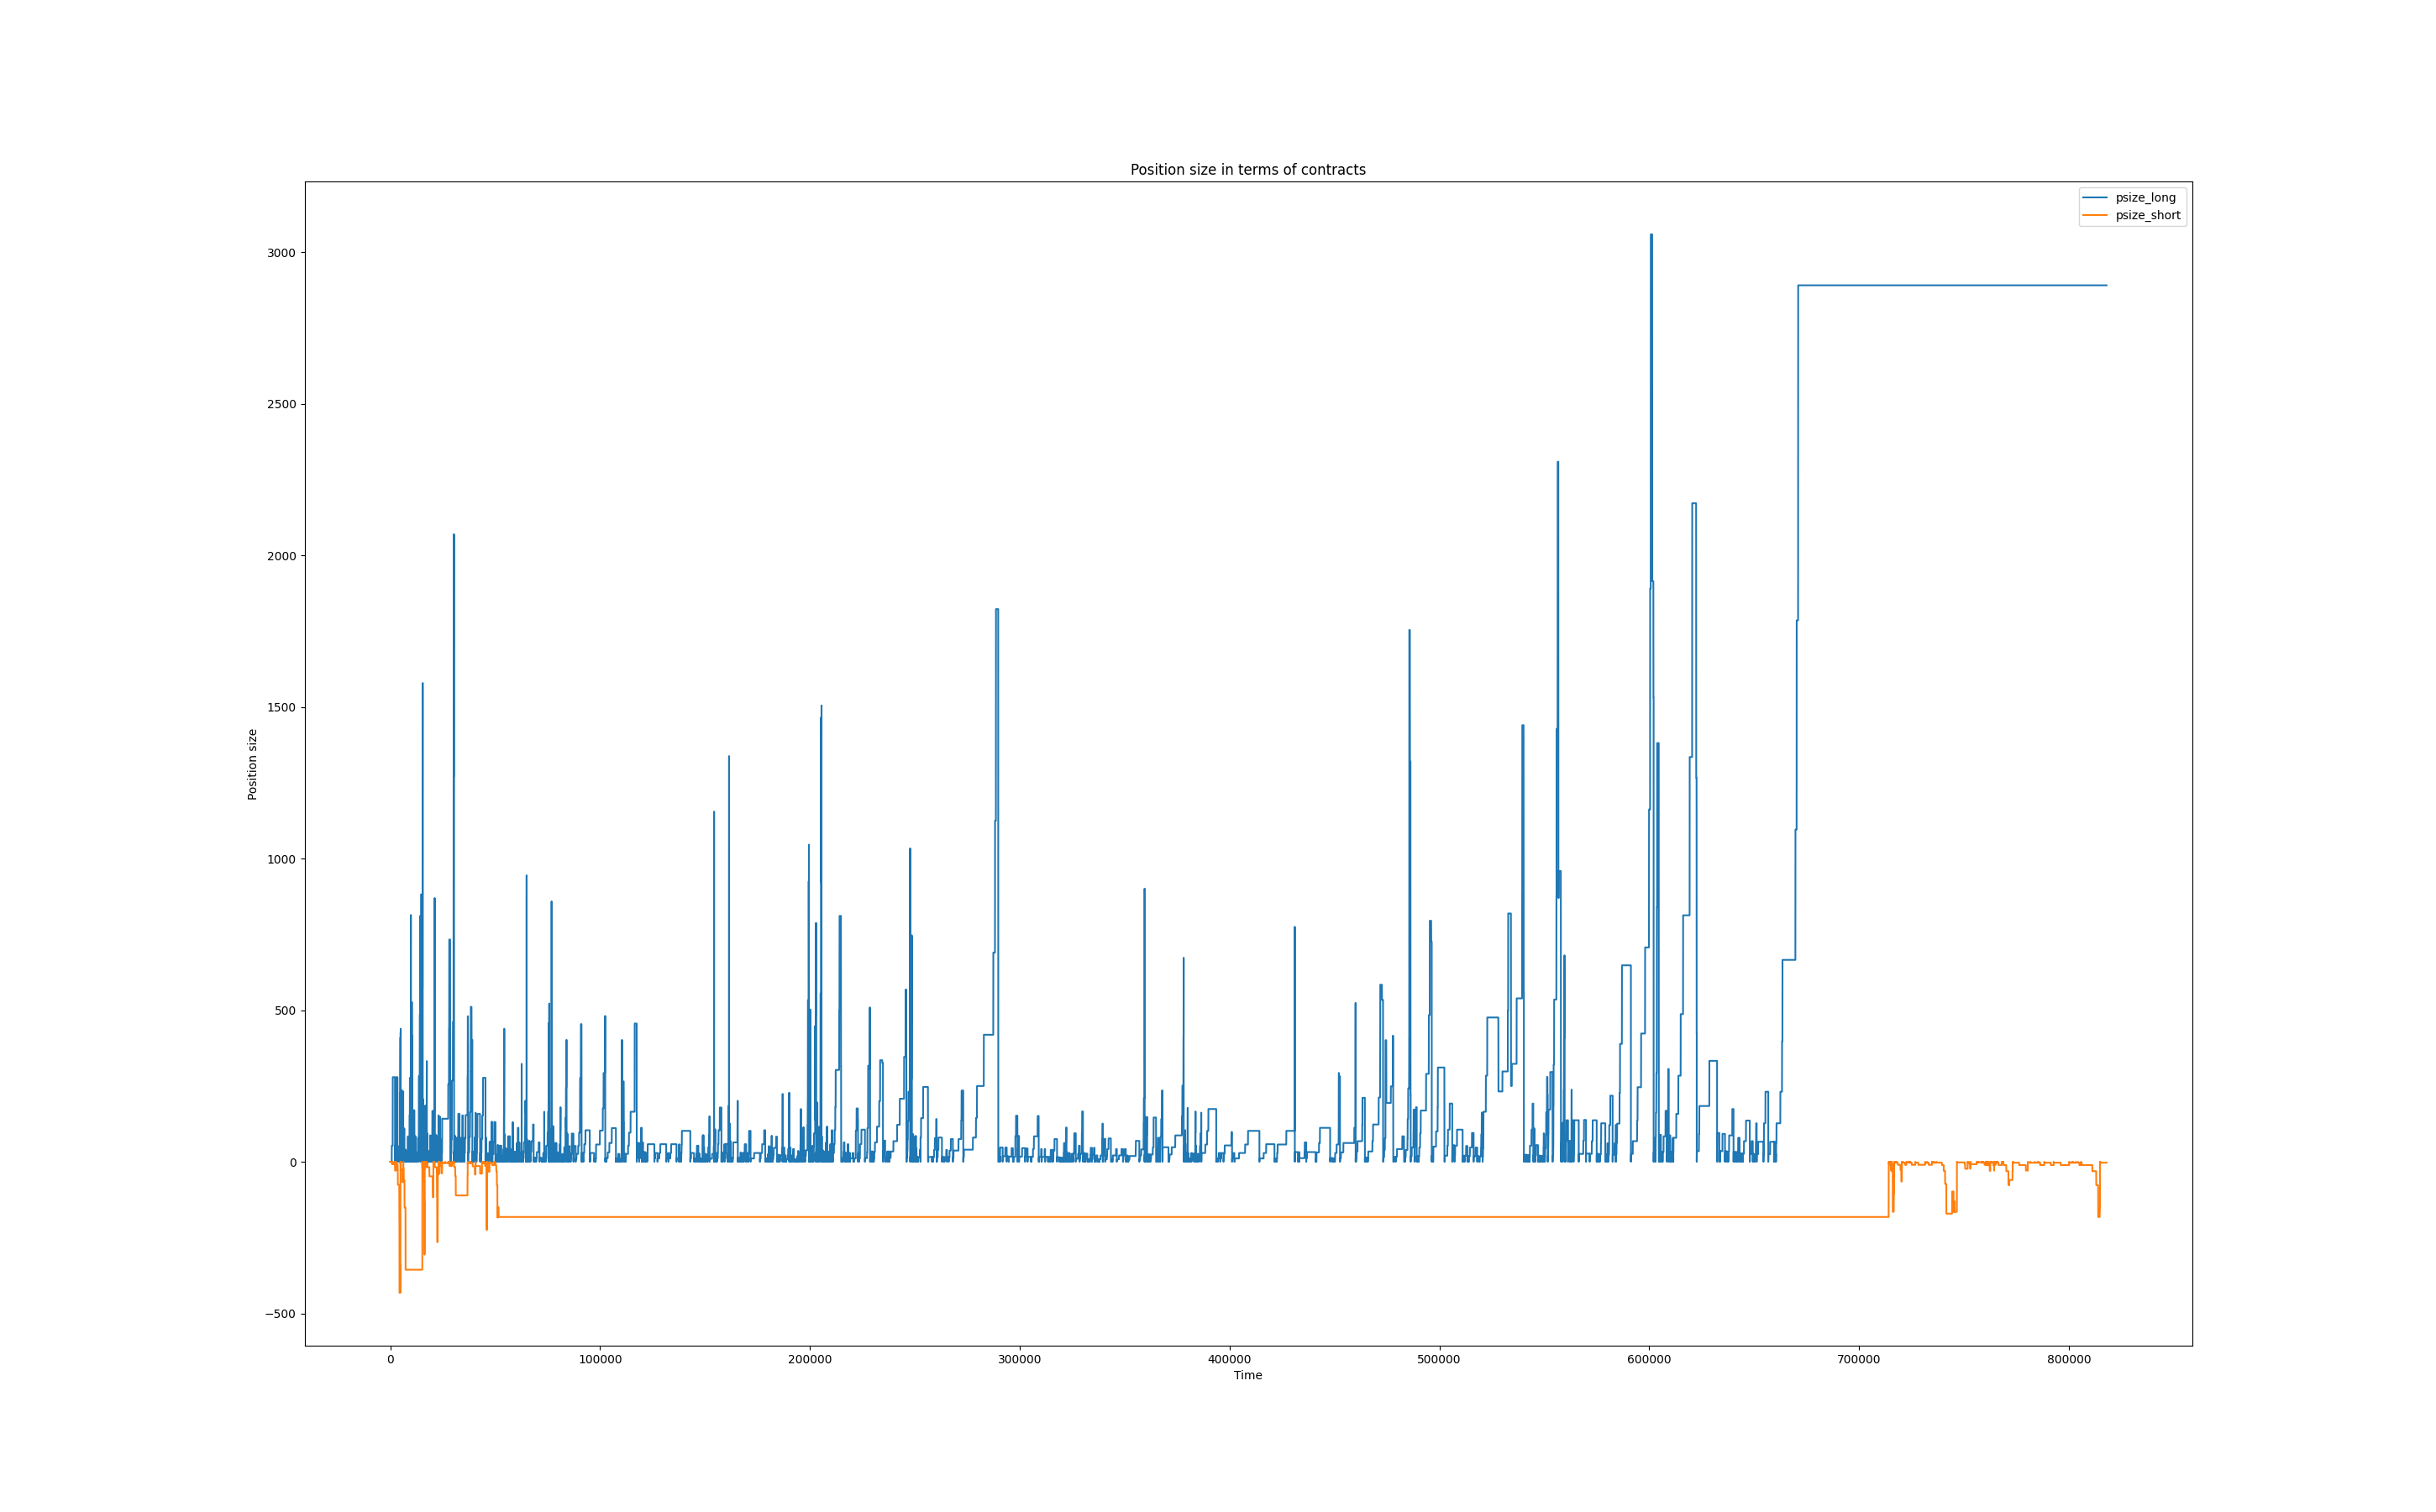 Position size in terms of contracts
psize_long
psize_short
3000
2500
2000
1500
1000
500
0
−500
Position size
0 100000 200000 300000 400000 500000 600000 700000 800000
Time